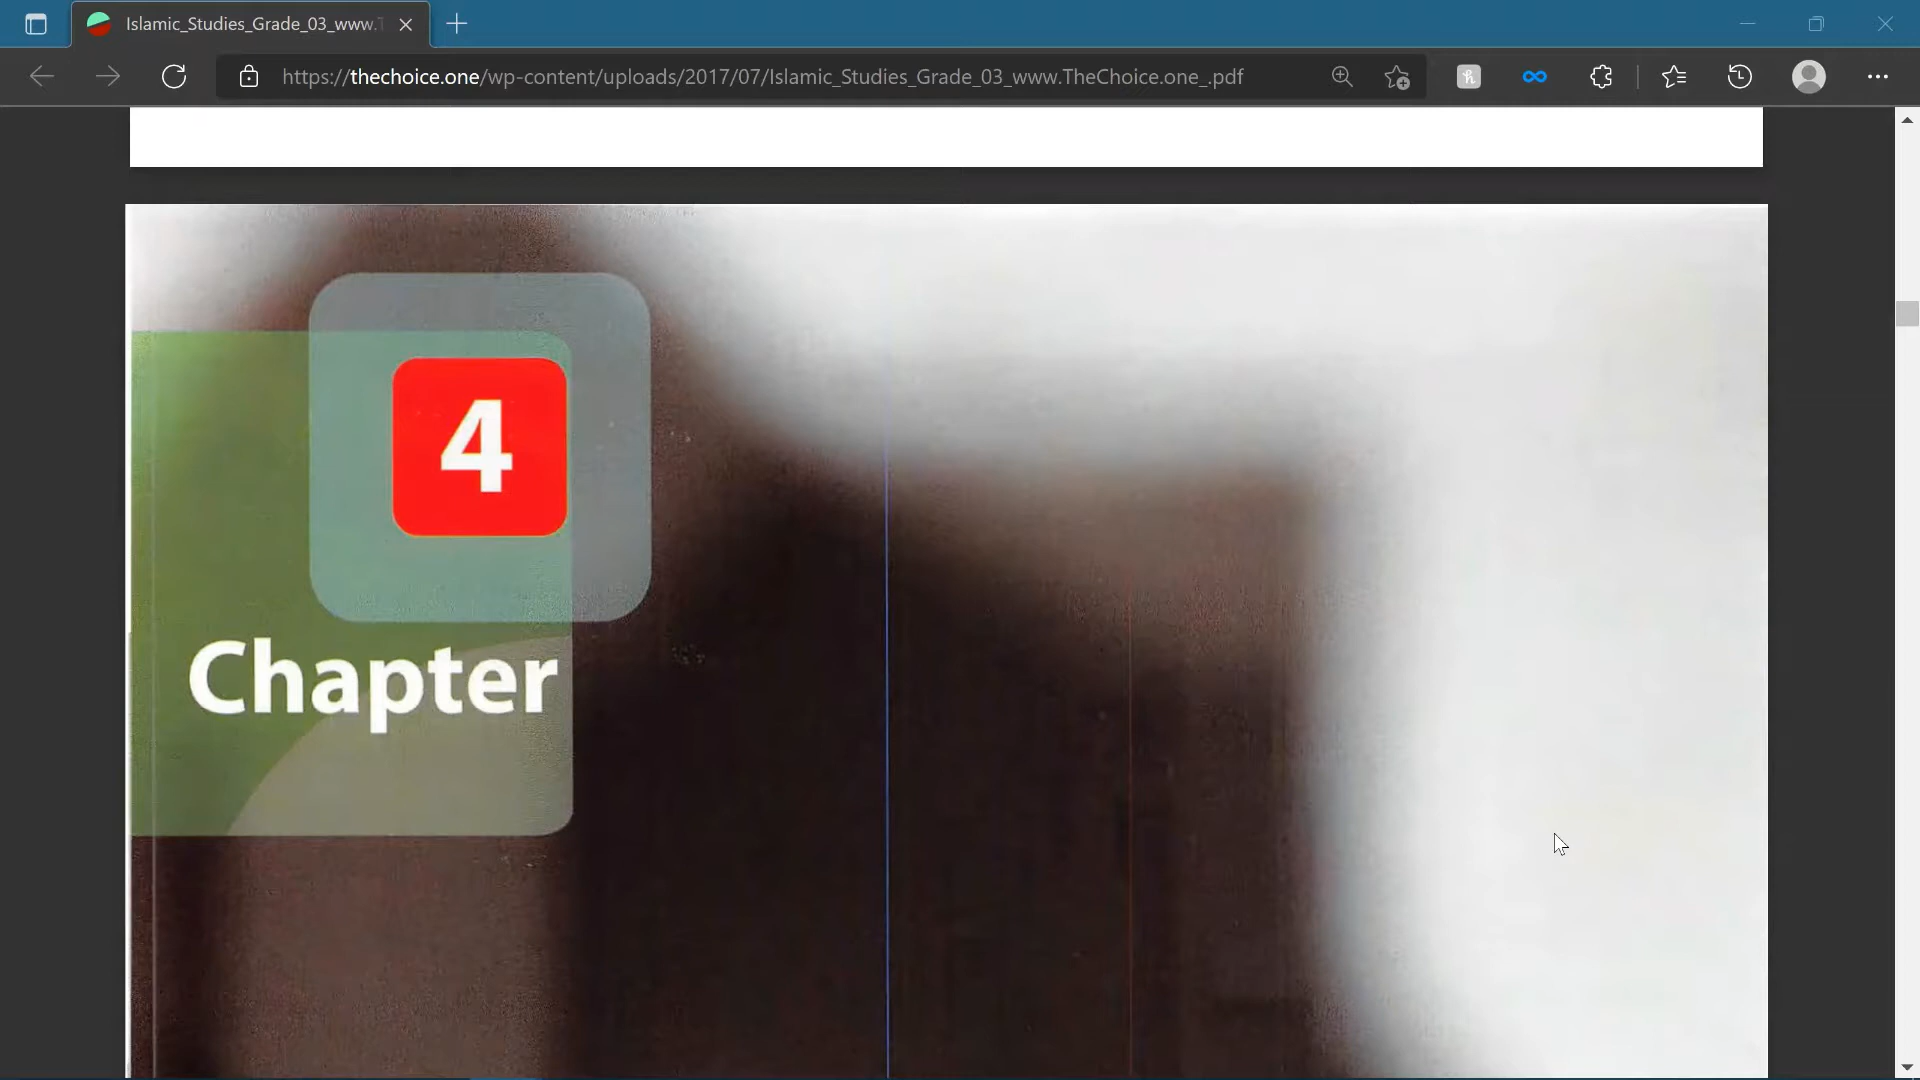 Islamic_Studies_Grade_03_www.
https://thechoice.one/wp-content/uploads/2017/07/Islamic_Studies_Grade_03_www.TheChoice.one_.pdf
4
Chapter